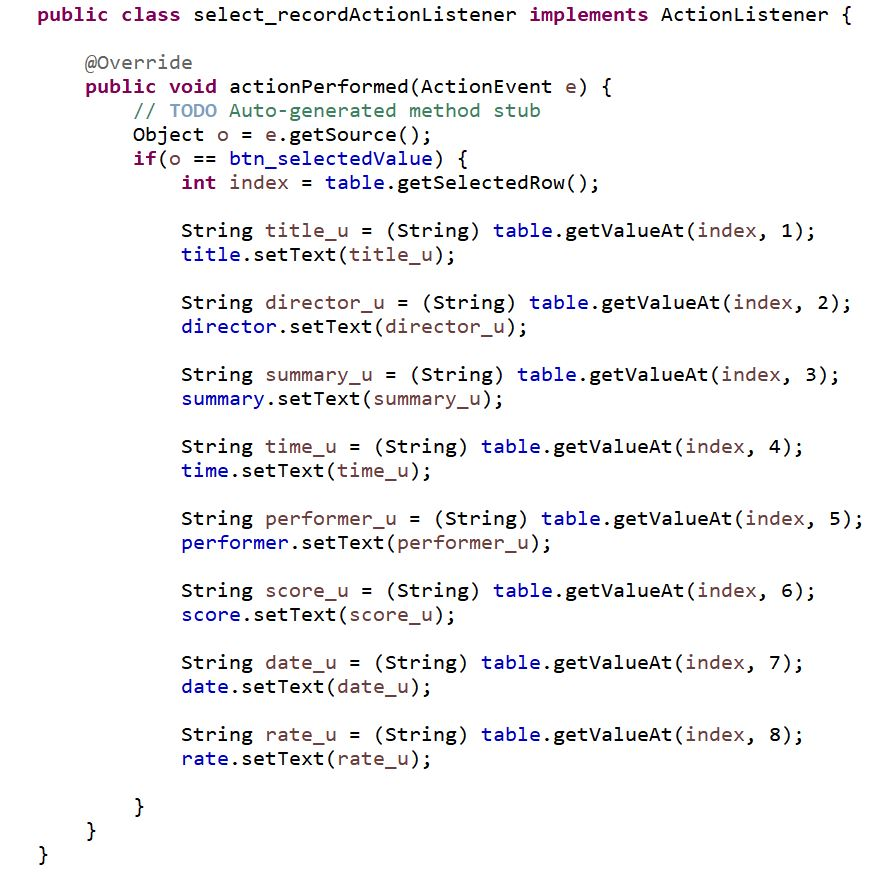 public class select_recordActionListener implements ActionListener {
@Override
public void actionPerformed(ActionEvent e) {
// TODO Auto-generated method stub
Object o = e.getSource();
if(o == btn_selectedValue) {
int index = table.getSelectedRow();
String title_u = (String) table.getValueAt(index, 1);
title.setText(title_u);
String director_u = (String) table.getValueAt(index, 2);
director.setText(director_u);
String summary_u = (String) table.getValueAt(index, 3);
summary.setText(summary_u);
String time_u = (String) table.getValueAt(index, 4);
time.setText(time_u);
String performer_u = (String) table.getValueAt(index, 5);
performer.setText(performer_u);
String score_u = (String) table.getValueAt(index, 6);
score.setText(score_u);
String date_u = (String) table.getValueAt(index, 7);
date.setText(date_u);
String rate_u = (String) table.getValueAt(index, 8);
rate.setText(rate_u);
}
}
}